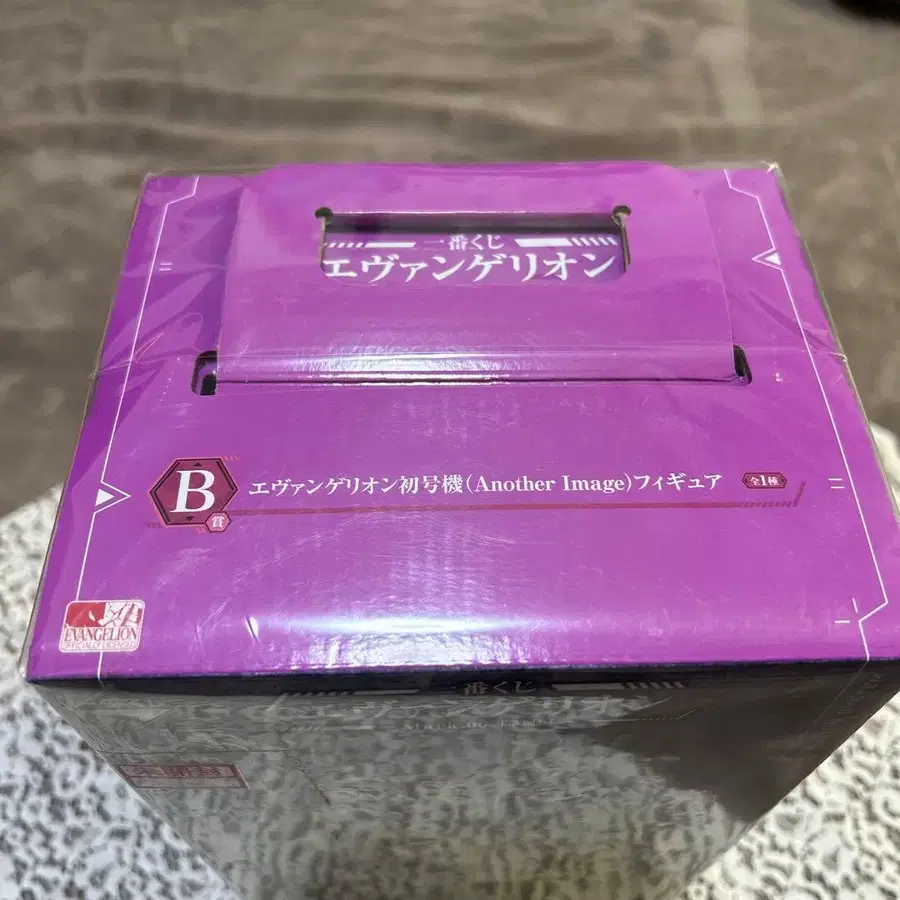 一番くじ
エヴァンゲリオン
B
賞
エヴァンゲリオン初号機(Another Image)フィギュア
全1種
EVANGELION
一番くじ
エヴァンゲリオン